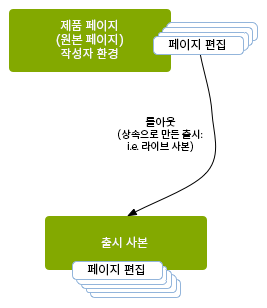 제품 페이지
(원본 페이지)
작성자 환경
페이지 편집
롤아웃
(상속으로 만든 출시:
i.e. 라이브 사본)
출시 사본
페이지 편집